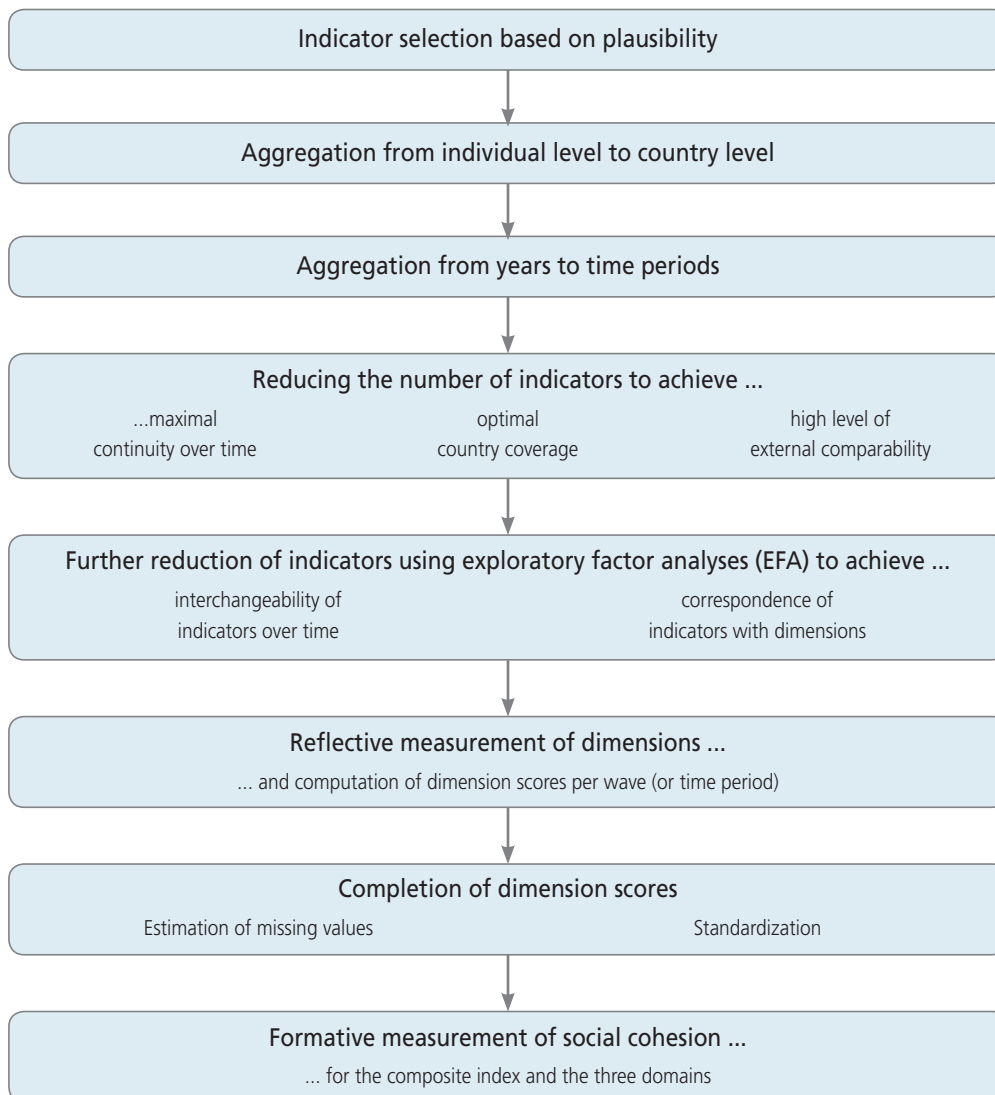 Indicator selection based on plausibility
Aggregation from individual level to country level
Aggregation from years to time periods
Reducing the number of indicators to achieve ...
...maximal
continuity over time
optimal
country coverage
high level of
external comparability
Further reduction of indicators using exploratory factor analyses (EFA) to achieve ...
interchangeability of
indicators over time
correspondence of
indicators with dimensions
Reflective measurement of dimensions ...
... and computation of dimension scores per wave (or time period)
Completion of dimension scores
Estimation of missing values
Standardization
Formative measurement of social cohesion ...
... for the composite index and the three domains